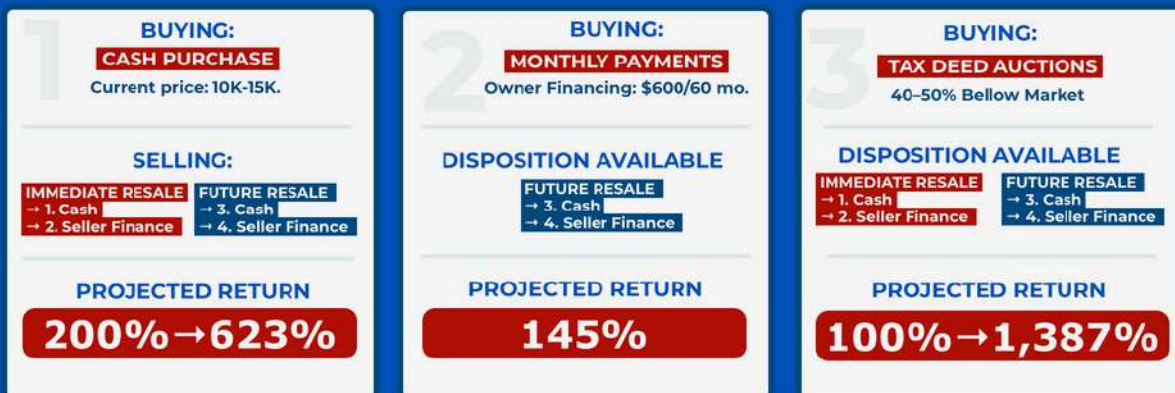 1
BUYING:
CASH PURCHASE
Current price: 10K-15K.
SELLING:
IMMEDIATE RESALE
→ 1. Cash
→ 2. Seller Finance
FUTURE RESALE
→ 3. Cash
→ 4. Seller Finance
PROJECTED RETURN
200%→623%
2
BUYING:
MONTHLY PAYMENTS
Owner Financing: $600/60 mo.
DISPOSITION AVAILABLE
FUTURE RESALE
→ 3. Cash
→ 4. Seller Finance
PROJECTED RETURN
145%
3
BUYING:
TAX DEED AUCTIONS
40–50% Bellow Market
DISPOSITION AVAILABLE
IMMEDIATE RESALE
→ 1. Cash
→ 2. Seller Finance
FUTURE RESALE
→ 3. Cash
→ 4. Seller Finance
PROJECTED RETURN
100%→1,387%